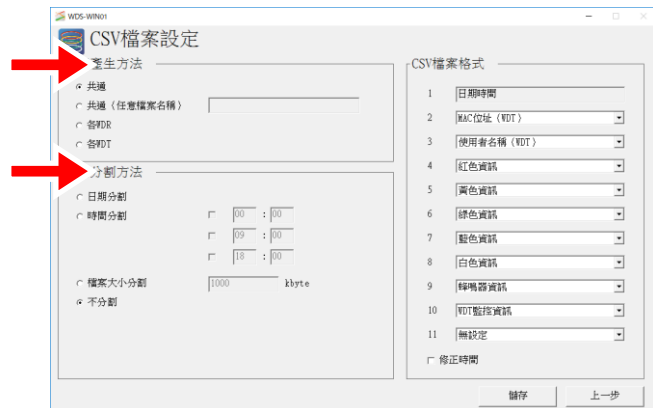 WDS-WIN01
CSV檔案設定
產生方法
共通
共通（任意檔案名稱）
各WDR
各WDT
分割方法
日期分割
時間分割
00 : 00
09 : 00
18 : 00
檔案大小分割 1000 kbyte
不分割
CSV檔案格式
1 日期時間
2 MAC位址（WDT）
3 使用者名稱（WDT）
4 紅色資訊
5 黃色資訊
6 綠色資訊
7 藍色資訊
8 白色資訊
9 蜂鳴器資訊
10 WDT監控資訊
11 無設定
修正時間
儲存 上一步